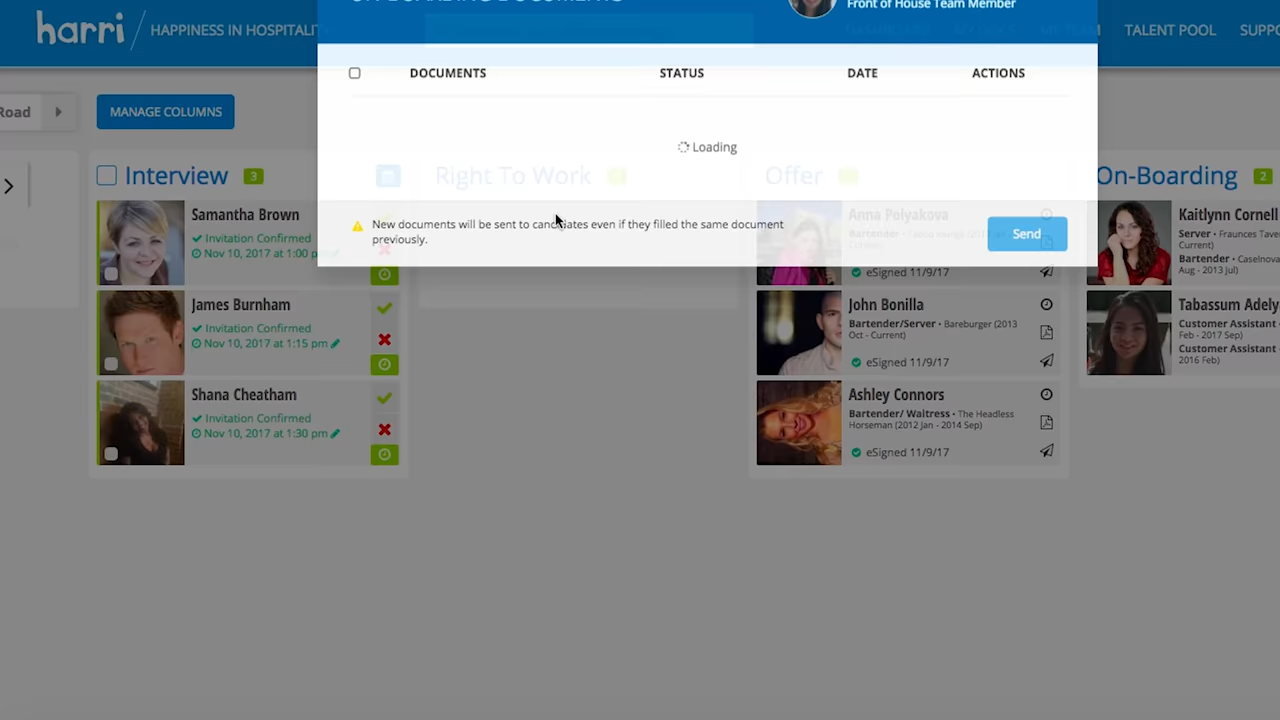 harri
HAPPINESS IN HOSPITALIT
Front of House Team Member
TALENT POOL
SUPPO
Road
MANAGE COLUMNS
DOCUMENTS
STATUS
DATE
ACTIONS
Loading
New documents will be sent to candidates even if they filled the same document
previously.
Send
Interview
3
Samantha Brown
Invitation Confirmed
Nov 10, 2017 at 1:00 p
James Burnham
Invitation Confirmed
Nov 10, 2017 at 1:15 pm
Shana Cheatham
Invitation Confirmed
Nov 10, 2017 at 1:30 pm
Right To Work
Offer
Anna Polyakova
Bartender
Current)
eSigned 11/9/17
John Bonilla
Bartender/Server • Bareburger (2013
Oct - Current)
eSigned 11/9/17
Ashley Connors
Bartender/ Waitress • The Headless
Horseman (2012 Jan - 2014 Sep)
eSigned 11/9/17
On-Boarding
2
Kaitlynn Cornell
Server • Fraunces Tave
Current)
Bartender • Caselnova
Aug - 2013 Jul)
Tabassum Adely
Customer Assistant
Feb - 2017 Sep)
Customer Assistant
2016 Feb)